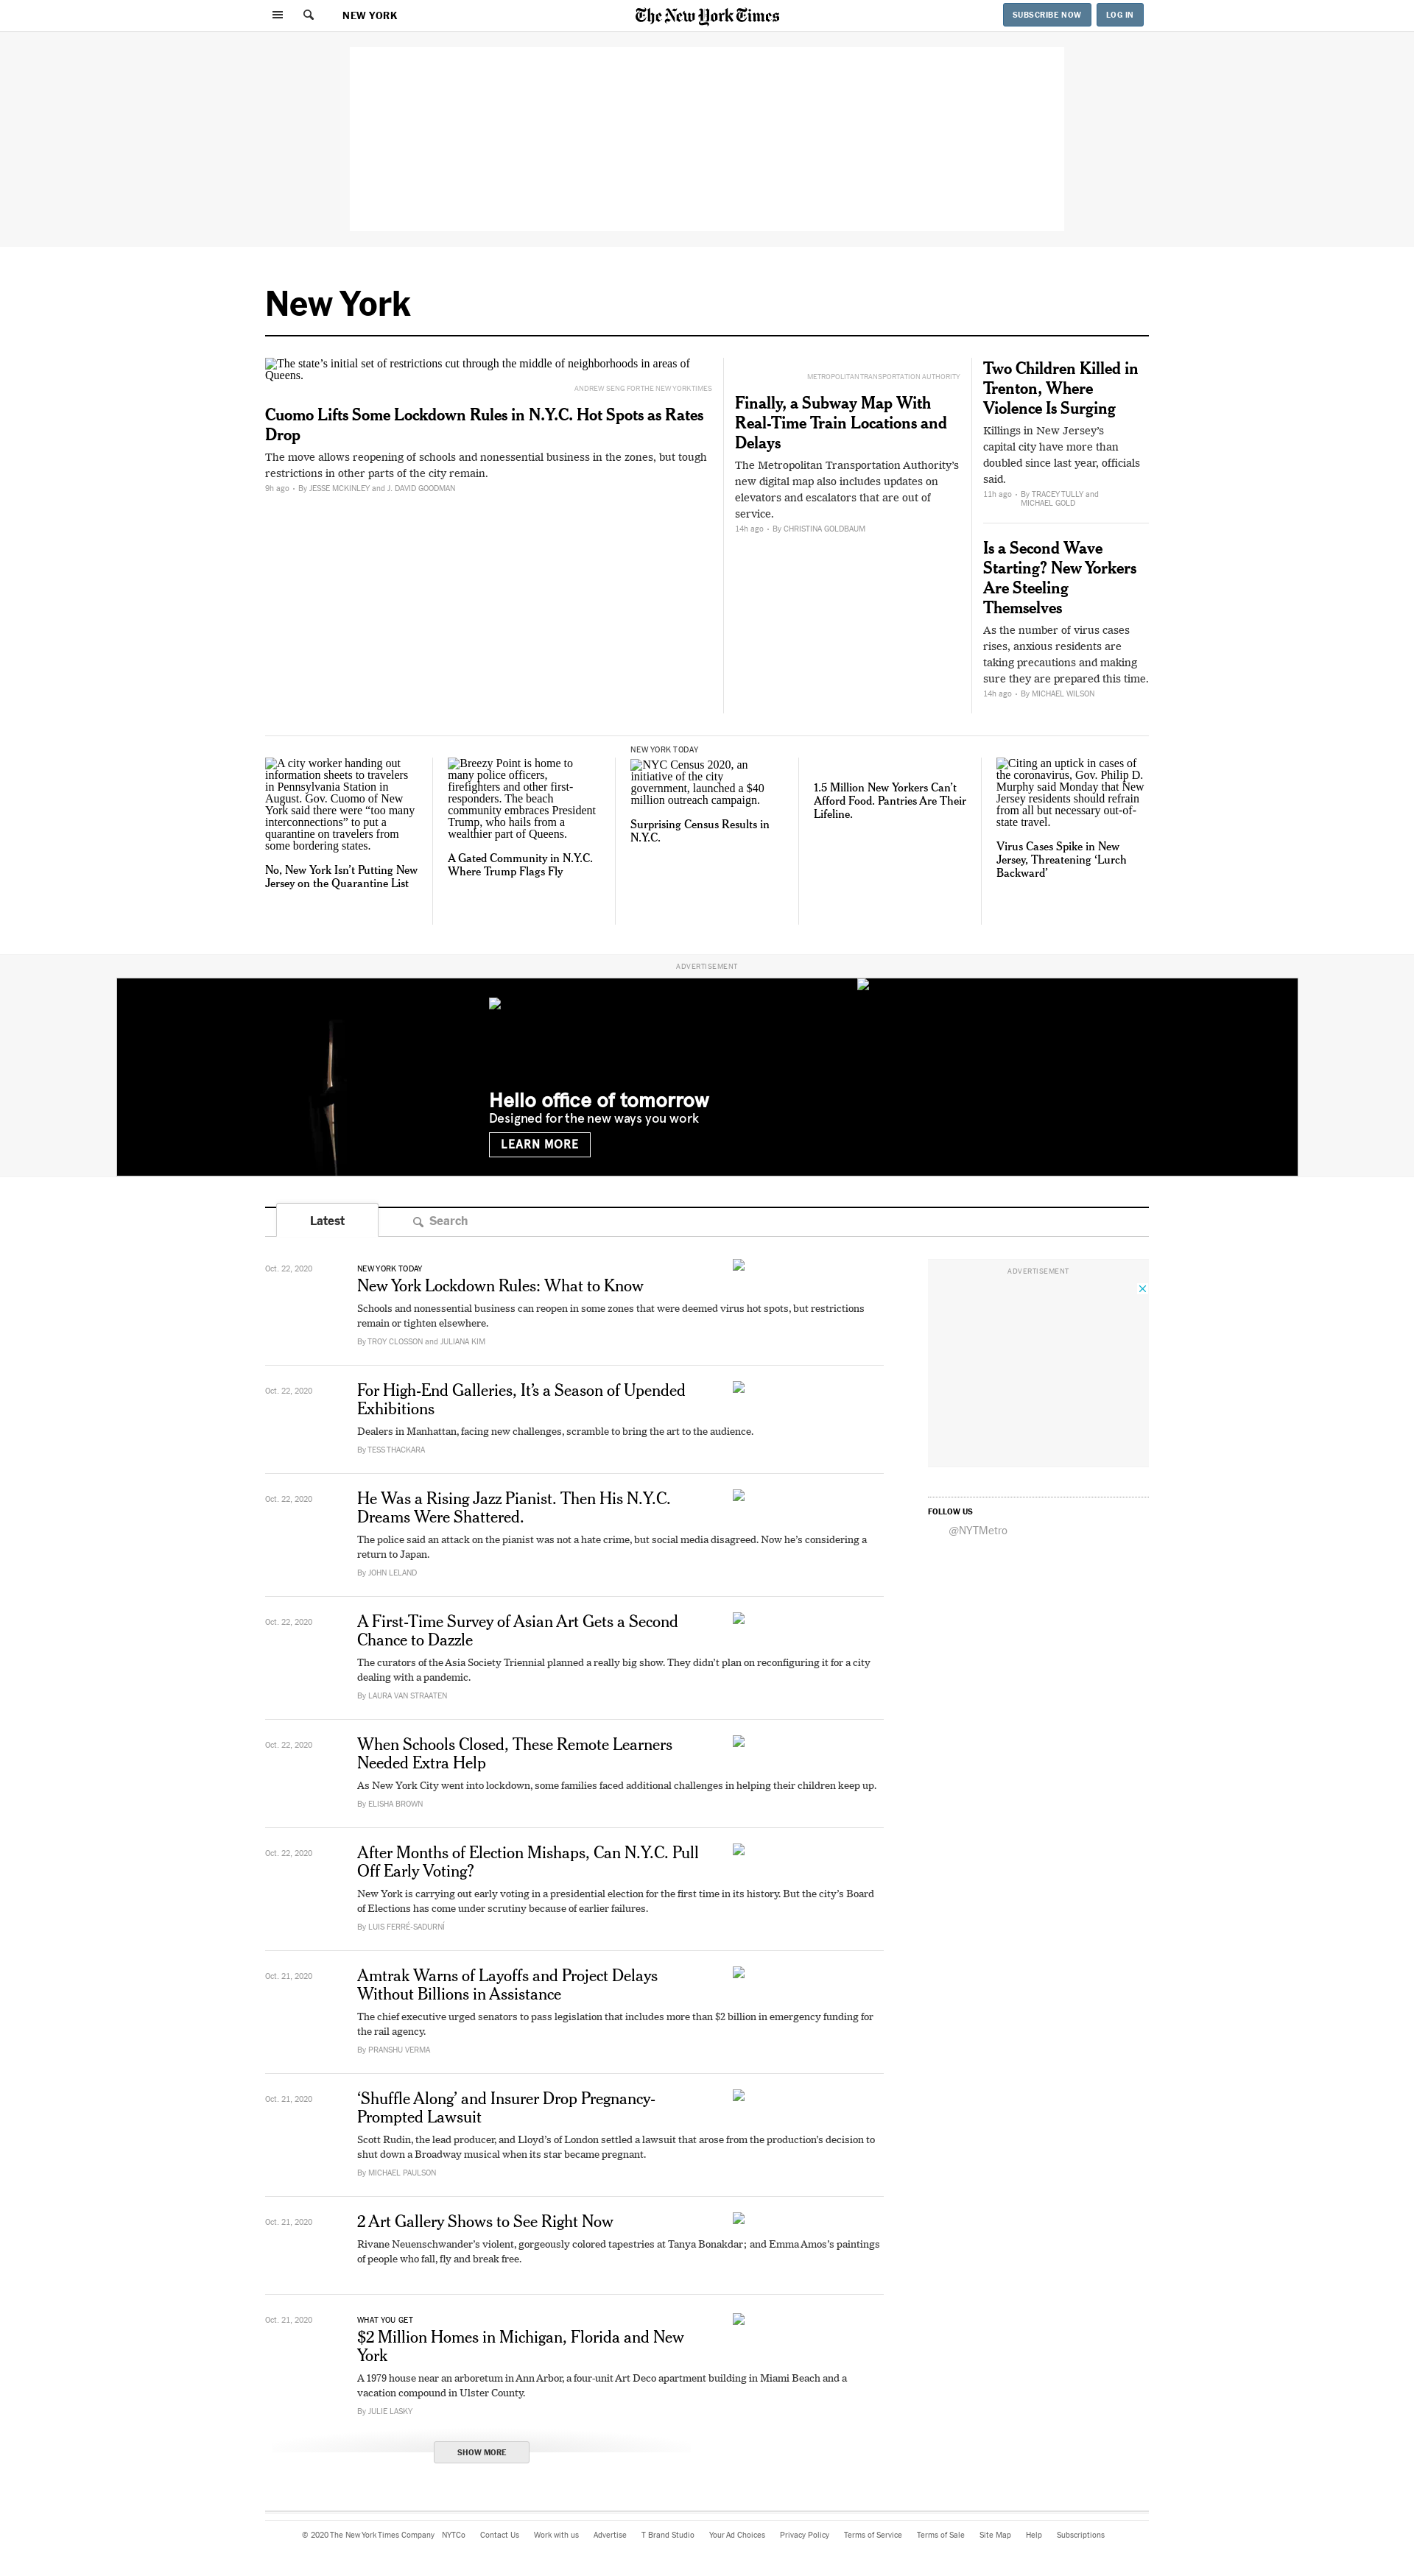 NEW YORK
The New York Times
SUBSCRIBE NOW
LOG IN
New York
The state’s initial set of restrictions cut through the middle of neighborhoods in areas of
Queens.
ANDREW SENG FOR THE NEW YORK TIMES
Cuomo Lifts Some Lockdown Rules in N.Y.C. Hot Spots as Rates
Drop
The move allows reopening of schools and nonessential business in the zones, but tough
restrictions in other parts of the city remain.
9h ago • By JESSE MCKINLEY and J. DAVID GOODMAN
METROPOLITAN TRANSPORTATION AUTHORITY
Finally, a Subway Map With
Real-Time Train Locations and
Delays
The Metropolitan Transportation Authority’s
new digital map also includes updates on
elevators and escalators that are out of
service.
14h ago • By CHRISTINA GOLDBAUM
Two Children Killed in
Trenton, Where
Violence Is Surging
Killings in New Jersey’s
capital city have more than
doubled since last year, officials
said.
11h ago • By TRACEY TULLY and
MICHAEL GOLD
Is a Second Wave
Starting? New Yorkers
Are Steeling
Themselves
As the number of virus cases
rises, anxious residents are
taking precautions and making
sure they are prepared this time.
14h ago • By MICHAEL WILSON
A city worker handing out
information sheets to travelers
in Pennsylvania Station in
August. Gov. Cuomo of New
York said there were “too many
interconnections” to put a
quarantine on travelers from
some bordering states.
No, New York Isn’t Putting New
Jersey on the Quarantine List
Breezy Point is home to
many police officers,
firefighters and other first-
responders. The beach
community embraces President
Trump, who hails from a
wealthier part of Queens.
A Gated Community in N.Y.C.
Where Trump Flags Fly
NEW YORK TODAY
NYC Census 2020, an
initiative of the city
government, launched a $40
million outreach campaign.
Surprising Census Results in
N.Y.C.
1.5 Million New Yorkers Can’t
Afford Food. Pantries Are Their
Lifeline.
Citing an uptick in cases of
the coronavirus, Gov. Philip D.
Murphy said Monday that New
Jersey residents should refrain
from all but necessary out-of-
state travel.
Virus Cases Spike in New
Jersey, Threatening ‘Lurch
Backward’
ADVERTISEMENT
Hello office of tomorrow
Designed for the new ways you work
LEARN MORE
Latest
Search
Oct. 22, 2020
NEW YORK TODAY
New York Lockdown Rules: What to Know
Schools and nonessential business can reopen in some zones that were deemed virus hot spots, but restrictions
remain or tighten elsewhere.
By TROY CLOSSON and JULIANA KIM
Oct. 22, 2020
For High-End Galleries, It’s a Season of Upended
Exhibitions
Dealers in Manhattan, facing new challenges, scramble to bring the art to the audience.
By TESS THACKARA
Oct. 22, 2020
He Was a Rising Jazz Pianist. Then His N.Y.C.
Dreams Were Shattered.
The police said an attack on the pianist was not a hate crime, but social media disagreed. Now he’s considering a
return to Japan.
By JOHN LELAND
Oct. 22, 2020
A First-Time Survey of Asian Art Gets a Second
Chance to Dazzle
The curators of the Asia Society Triennial planned a really big show. They didn’t plan on reconfiguring it for a city
dealing with a pandemic.
By LAURA VAN STRAATEN
Oct. 22, 2020
When Schools Closed, These Remote Learners
Needed Extra Help
As New York City went into lockdown, some families faced additional challenges in helping their children keep up.
By ELISHA BROWN
Oct. 22, 2020
After Months of Election Mishaps, Can N.Y.C. Pull
Off Early Voting?
New York is carrying out early voting in a presidential election for the first time in its history. But the city’s Board
of Elections has come under scrutiny because of earlier failures.
By LUIS FERRÉ-SADURNÍ
Oct. 21, 2020
Amtrak Warns of Layoffs and Project Delays
Without Billions in Assistance
The chief executive urged senators to pass legislation that includes more than $2 billion in emergency funding for
the rail agency.
By PRANSHU VERMA
Oct. 21, 2020
‘Shuffle Along’ and Insurer Drop Pregnancy-
Prompted Lawsuit
Scott Rudin, the lead producer, and Lloyd’s of London settled a lawsuit that arose from the production’s decision to
shut down a Broadway musical when its star became pregnant.
By MICHAEL PAULSON
Oct. 21, 2020
2 Art Gallery Shows to See Right Now
Rivane Neuenschwander’s violent, gorgeously colored tapestries at Tanya Bonakdar; and Emma Amos’s paintings
of people who fall, fly and break free.
Oct. 21, 2020
WHAT YOU GET
$2 Million Homes in Michigan, Florida and New
York
A 1979 house near an arboretum in Ann Arbor, a four-unit Art Deco apartment building in Miami Beach and a
vacation compound in Ulster County.
By JULIE LASKY
SHOW MORE
ADVERTISEMENT
FOLLOW US
@NYTMetro
© 2020 The New York Times Company NYTCo Contact Us Work with us Advertise T Brand Studio Your Ad Choices Privacy Policy Terms of Service Terms of Sale Site Map Help Subscriptions